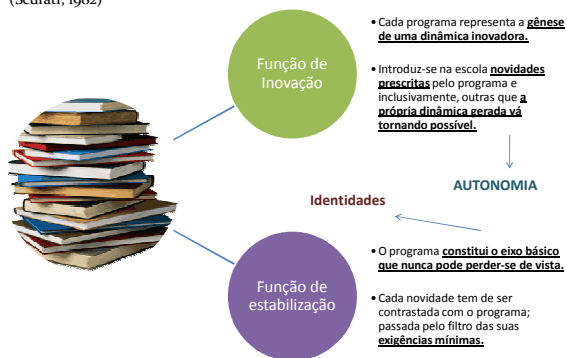 (Scurati, 1982)
Função de
Inovação
• Cada programa representa a gênese
de uma dinâmica inovadora.
• Introduz-se na escola novidades
prescritas pelo programa e
inclusivamente, outras que a
própria dinâmica gerada vá
tornando possível.
AUTONOMIA
Identidades
Função de
estabilização
• O programa constitui o eixo básico
que nunca pode perder-se de vista.
• Cada novidade tem de ser
contrastada com o programa;
passada pelo filtro das suas
exigências mínimas.